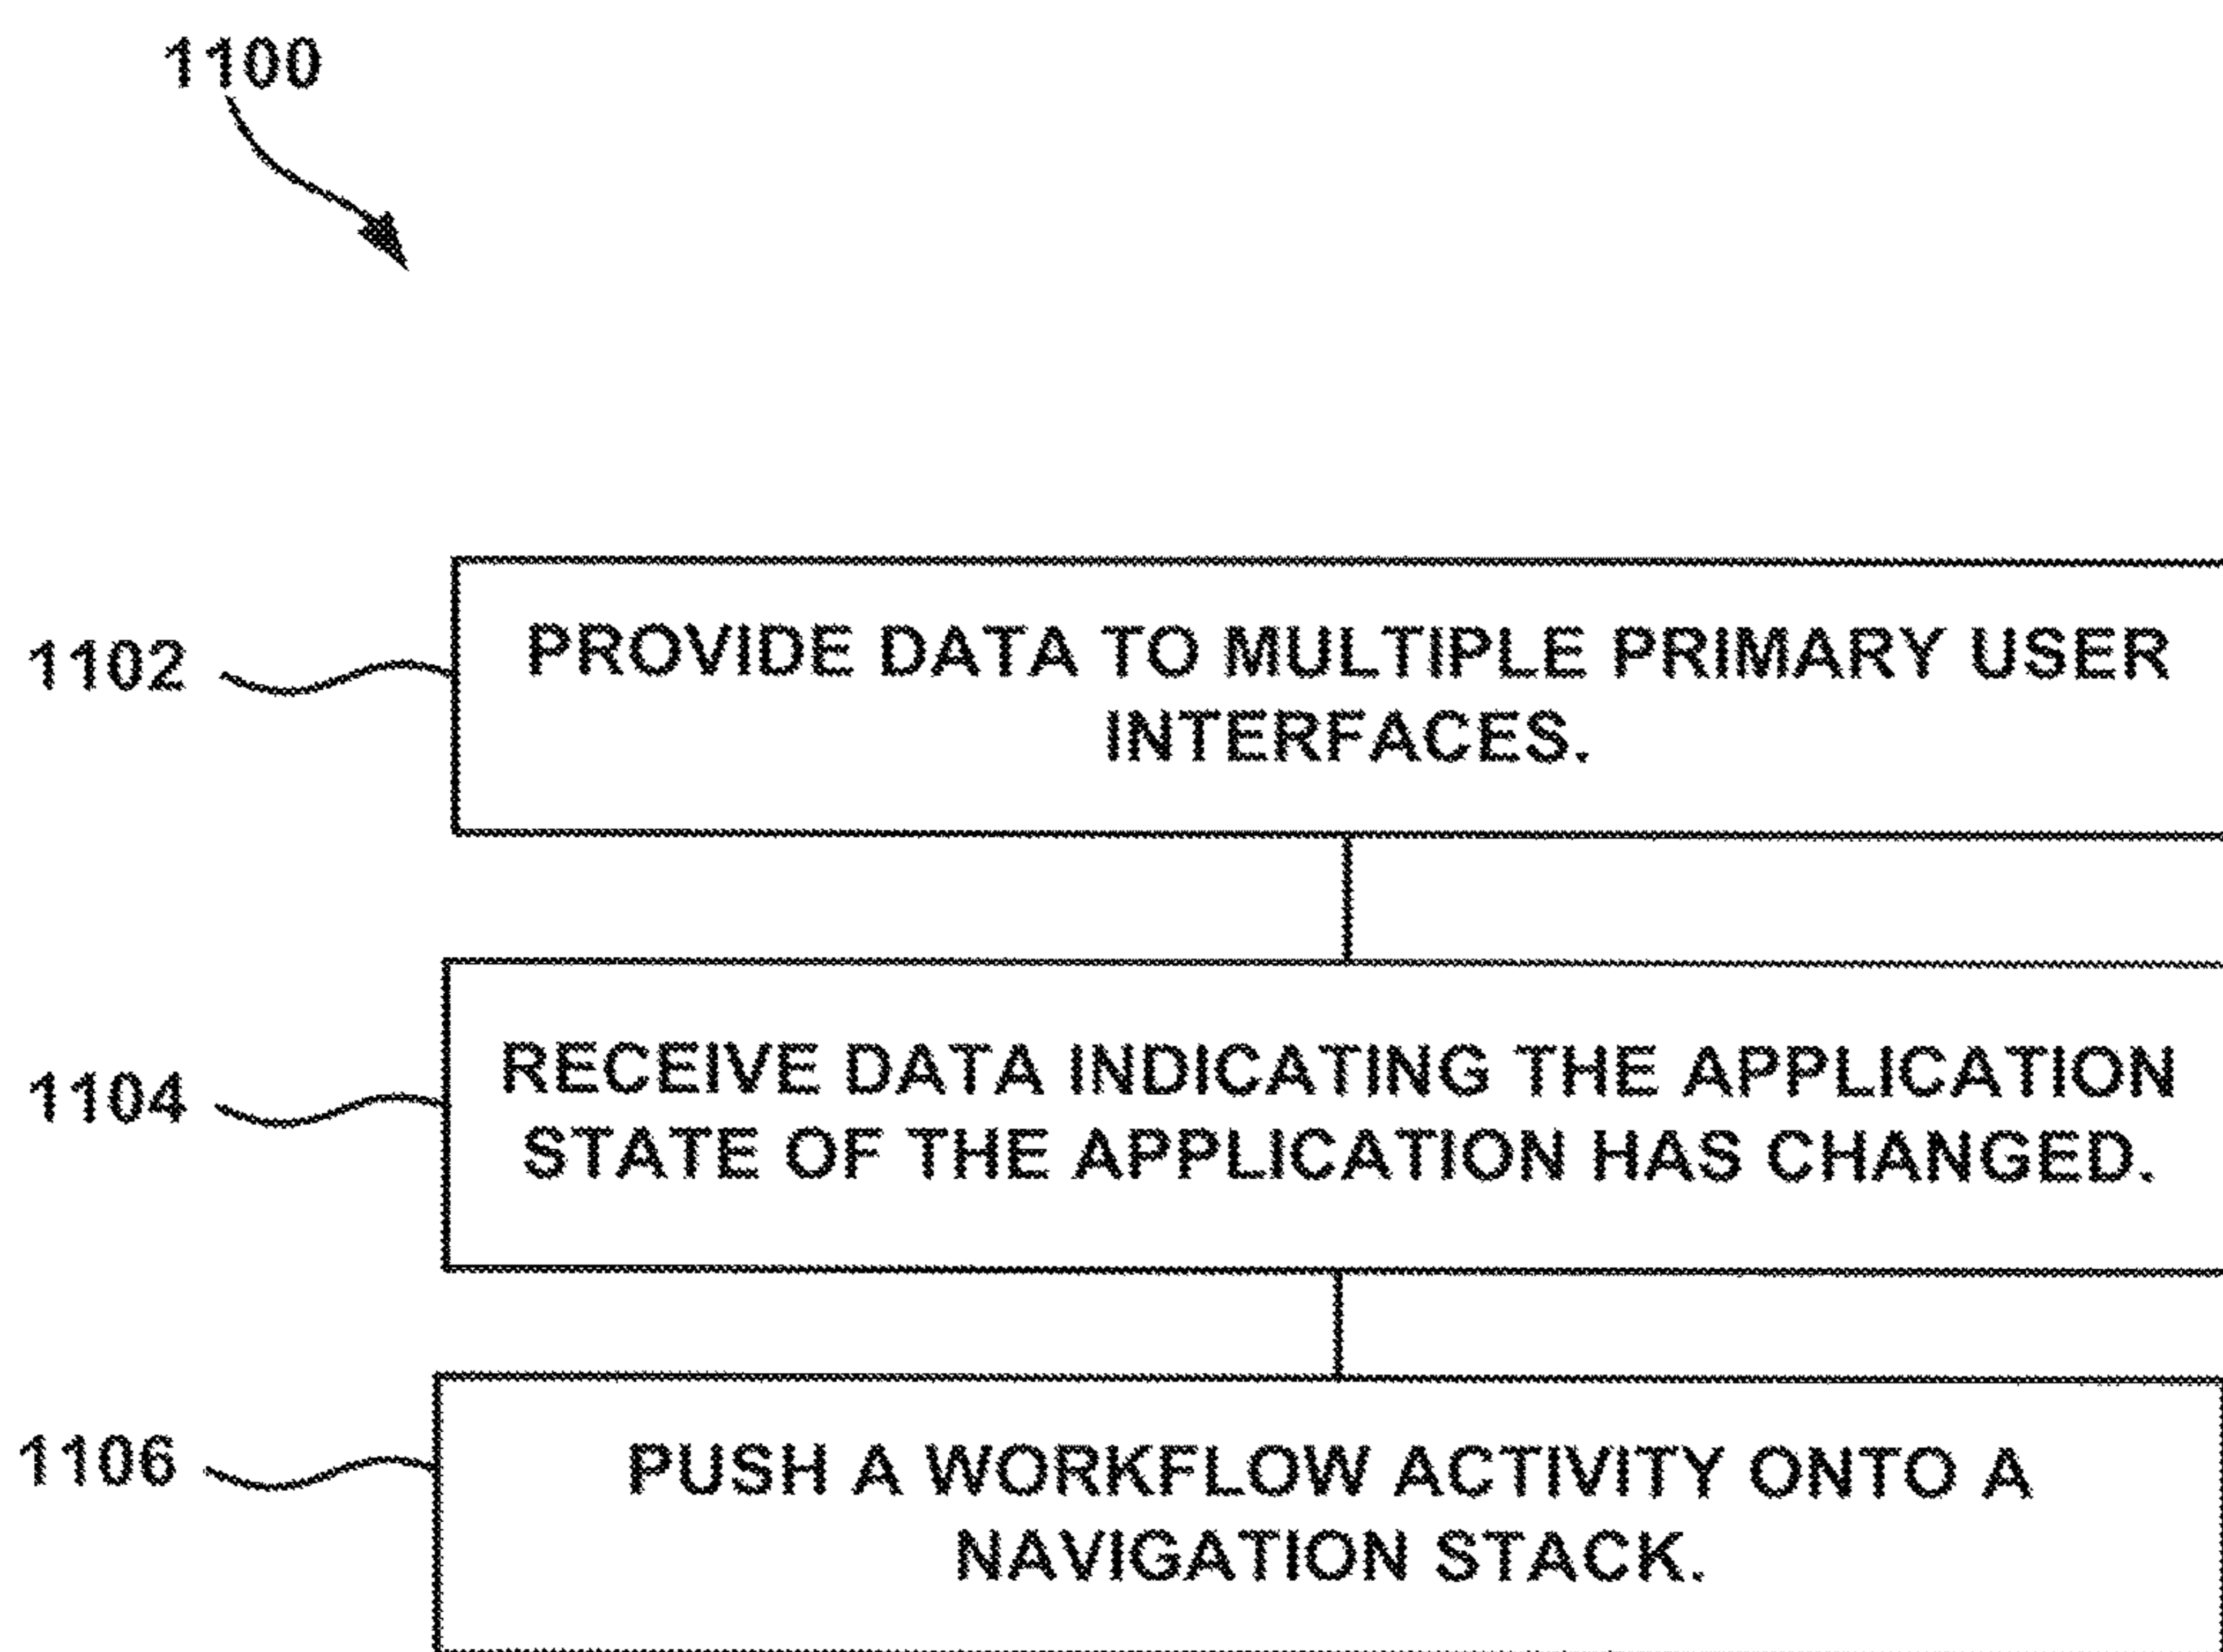 1100
1102
PROVIDE DATA TO MULTIPLE PRIMARY USER
INTERFACES.
1104
RECEIVE DATA INDICATING THE APPLICATION
STATE OF THE APPLICATION HAS CHANGED.
1106
PUSH A WORKFLOW ACTIVITY ONTO A
NAVIGATION STACK.